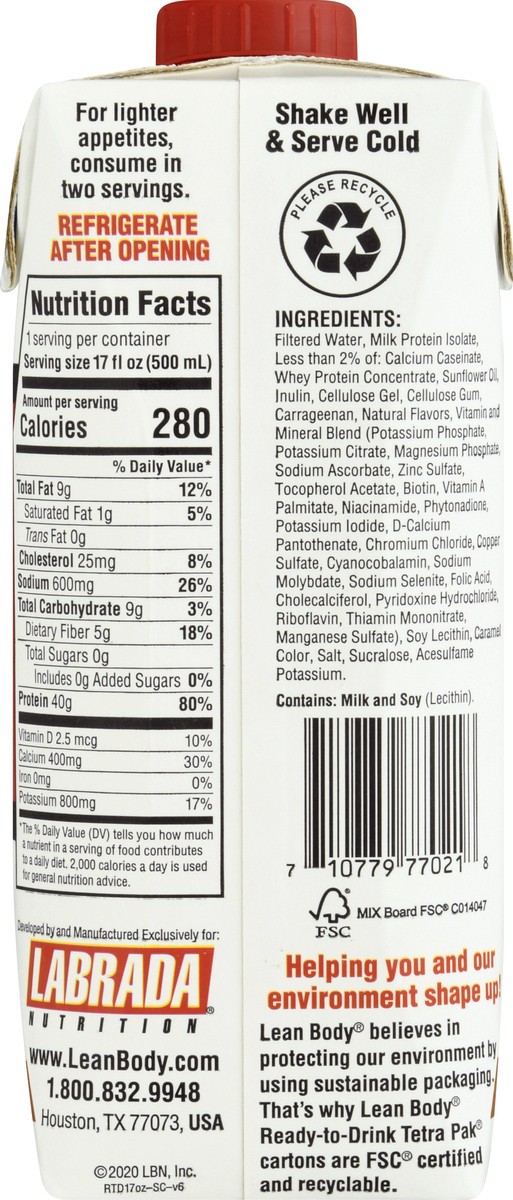 For lighter
appetites,
consume in
two servings.
REFRIGERATE
AFTER OPENING
Nutrition Facts
1 serving per container
Serving size 17 fl oz (500 mL)
Amount per serving
Calories 280
% Daily Value*
Total Fat 9g 12%
Saturated Fat 1g 5%
Trans Fat 0g
Cholesterol 25mg 8%
Sodium 600mg 26%
Total Carbohydrate 9g 3%
Dietary Fiber 5g 18%
Total Sugars 0g
Includes 0g Added Sugars 0%
Protein 40g 80%
Vitamin D 2.5 mcg 10%
Calcium 400mg 30%
Iron 0mg 0%
Potassium 800mg 17%
*The % Daily Value (DV) tells you how much
a nutrient in a serving of food contributes
to a daily diet. 2,000 calories a day is used
for general nutrition advice.
Developed by and Manufactured Exclusively for:
LABRADA®
NUTRITION
www.LeanBody.com
1.800.832.9948
Houston, TX 77073, USA
©2020 LBN, Inc.
RTD17oz-SC-v6
Shake Well
& Serve Cold
PLEASE RECYCLE
INGREDIENTS:
Filtered Water, Milk Protein Isolate,
Less than 2% of: Calcium Caseinate,
Whey Protein Concentrate, Sunflower Oil,
Inulin, Cellulose Gel, Cellulose Gum,
Carrageenan, Natural Flavors, Vitamin and
Mineral Blend (Potassium Phosphate,
Potassium Citrate, Magnesium Phosphate,
Sodium Ascorbate, Zinc Sulfate,
Tocopherol Acetate, Biotin, Vitamin A
Palmitate, Niacinamide, Phytonadione,
Potassium Iodide, D-Calcium
Pantothenate, Chromium Chloride, Copper
Sulfate, Cyanocobalamin, Sodium
Molybdate, Sodium Selenite, Folic Acid,
Cholecalciferol, Pyridoxine Hydrochloride,
Riboflavin, Thiamin Mononitrate,
Manganese Sulfate), Soy Lecithin, Caramel
Color, Salt, Sucralose, Acesulfame
Potassium.
Contains: Milk and Soy (Lecithin).
7 10779 77021 8
FSC
MIX Board FSC® C014047
Helping you and our
environment shape up!
Lean Body® believes in
protecting our environment by
using sustainable packaging.
That's why Lean Body®
Ready-to-Drink Tetra Pak®
cartons are FSC® certified
and recyclable.